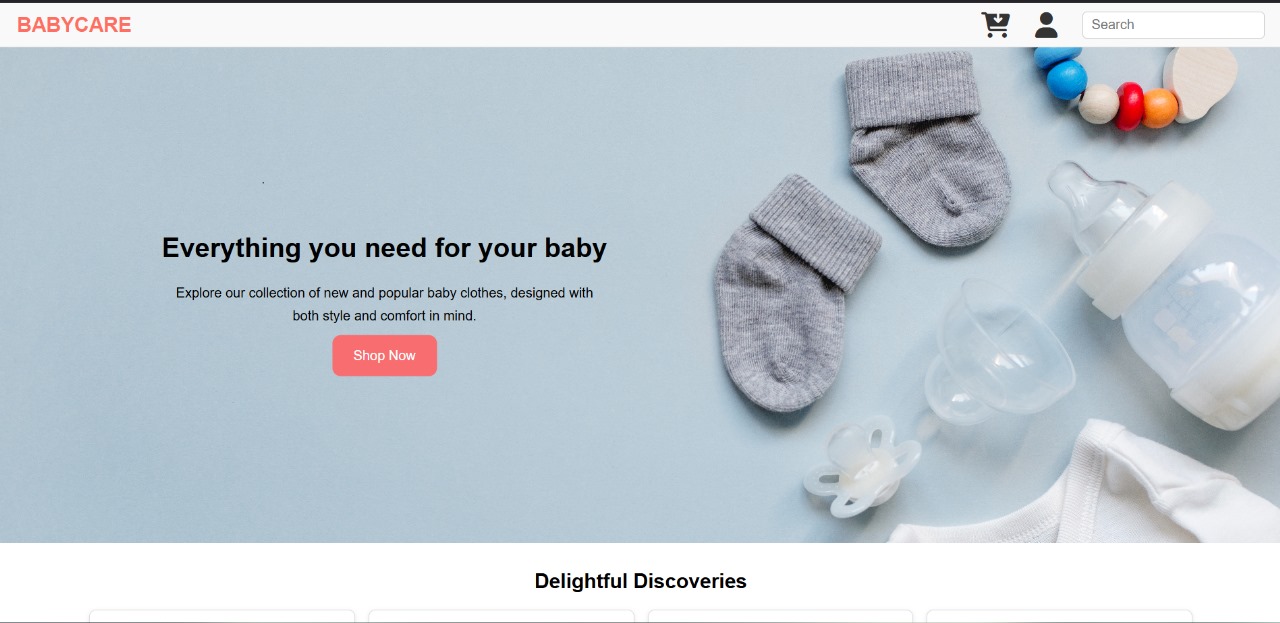 BABYCARE
Search
Everything you need for your baby
Explore our collection of new and popular baby clothes, designed with
both style and comfort in mind.
Shop Now
Delightful Discoveries